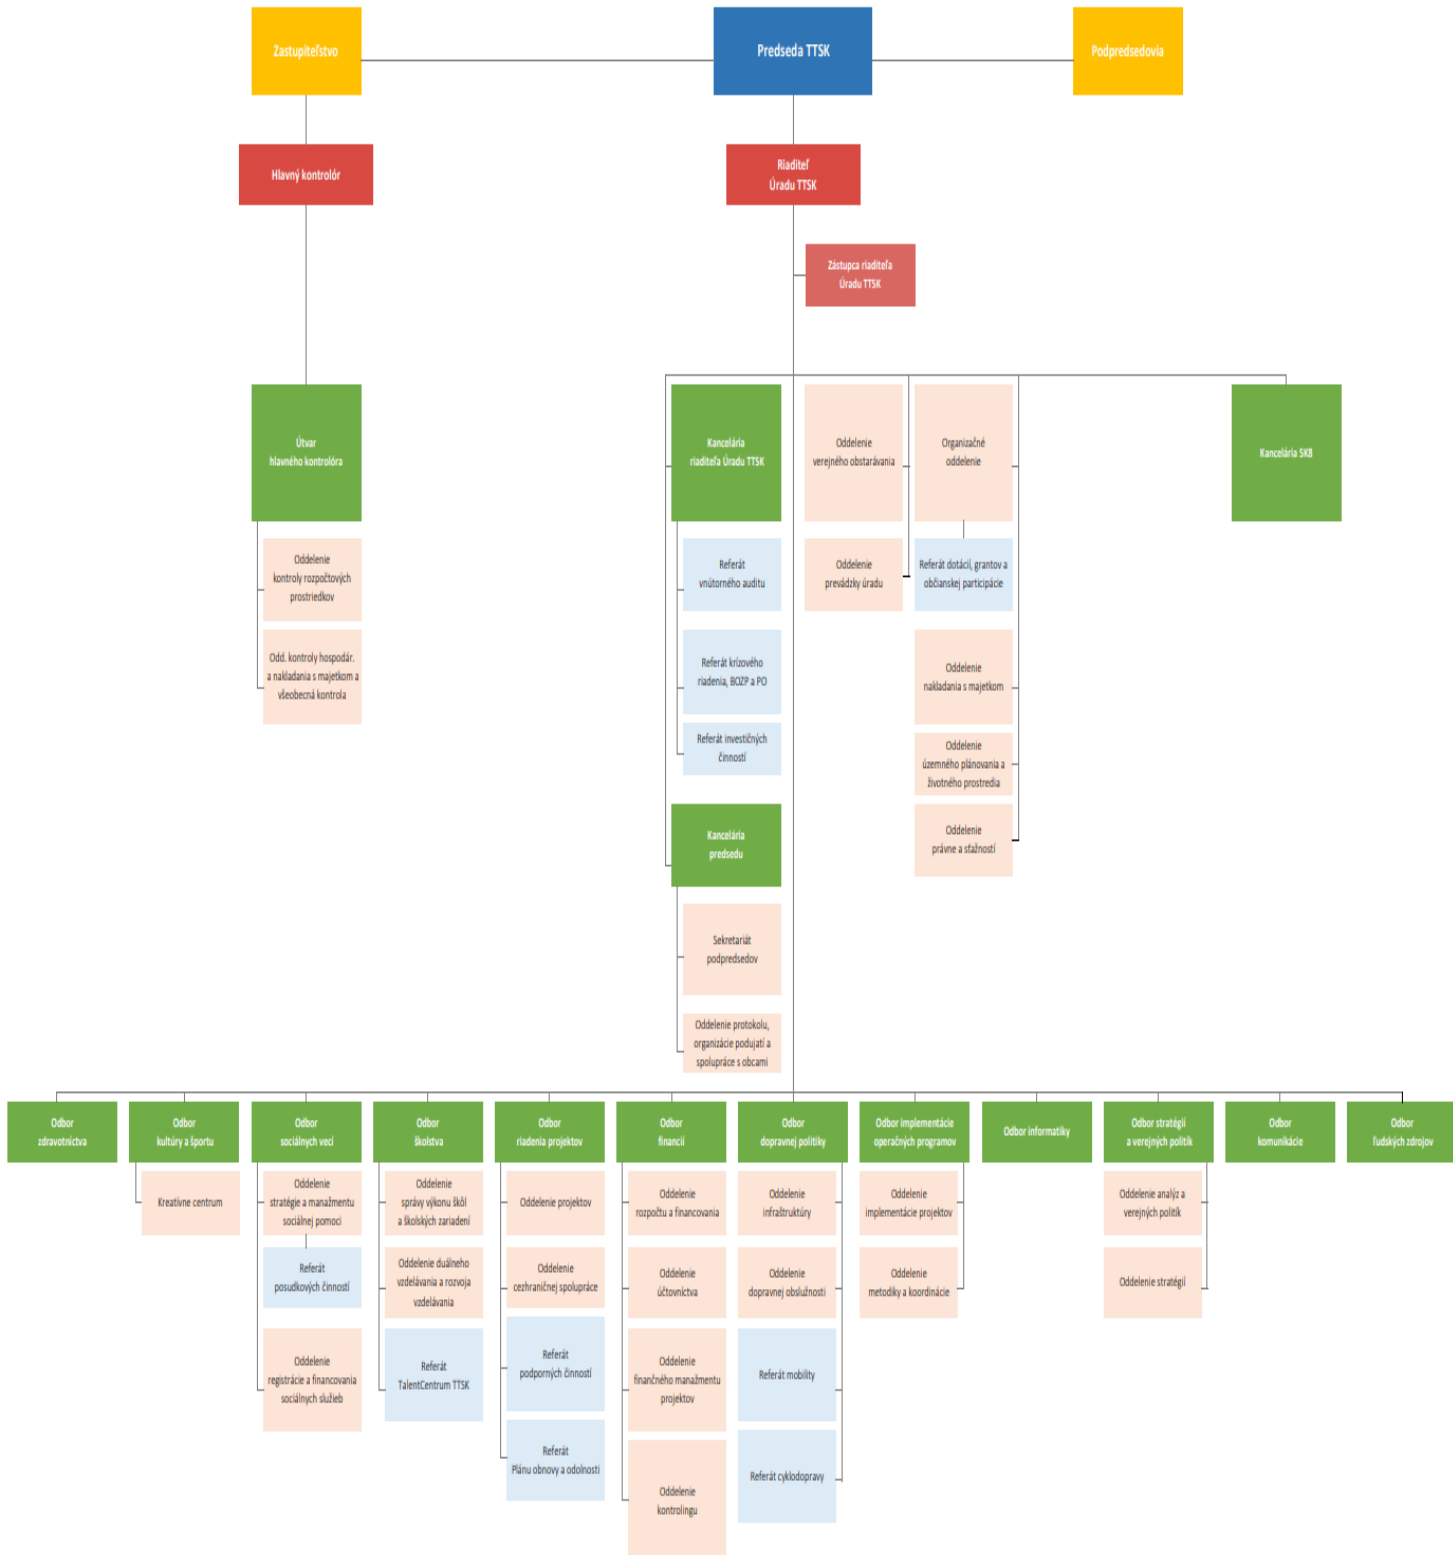 Zastupiteľstvo
Predseda TTSK
Podpredsedovia
Hlavný kontrolór
Riaditeľ
Úradu TTSK
Zástupca riaditeľa
Úradu TTSK
Útvar
hlavného kontrolóra
Kancelária
riaditeľa Úradu TTSK
Oddelenie
verejného obstarávania
Organizačné
oddelenie
Kancelária SK8
Oddelenie
kontroly rozpočtových
prostriedkov
Referát
vnútorného auditu
Oddelenie
prevádzky úradu
Referát dotácií, grantov a
občianskej participácie
Odd. kontroly hospodár.
a nakladania s majetkom a
všeobecná kontrola
Referát krízového
riadenia, BOZP a PO
Oddelenie
nakladania s majetkom
Referát investičných
činností
Oddelenie
územného plánovania a
životného prostredia
Kancelária
predsedu
Oddelenie
právne a sťažností
Sekretariát
podpredsedov
Oddelenie protokolu,
organizácie podujatí a
spolupráce s obcami
Odbor
zdravotníctva
Odbor
kultúry a športu
Odbor
sociálnych vecí
Odbor
školstva
Odbor
riadenia projektov
Odbor
financií
Odbor
dopravnej politiky
Odbor implementácie
operačných programov
Odbor informatiky
Odbor stratégií
a verejných politík
Odbor
komunikácie
Odbor
ľudských zdrojov
Kreatívne centrum
Oddelenie
stratégie a manažmentu
sociálnej pomoci
Oddelenie
správy výkonu škôl
a školských zariadení
Oddelenie projektov
Oddelenie
rozpočtu a financovania
Oddelenie
infraštruktúry
Oddelenie
implementácie projektov
Oddelenie analýz a
verejných politík
Referát
posudkových činností
Oddelenie duálneho
vzdelávania a rozvoja
vzdelávania
Oddelenie
cezhraničnej spolupráce
Oddelenie
účtovníctva
Oddelenie
dopravnej obslužnosti
Oddelenie
metodiky a koordinácie
Oddelenie stratégií
Oddelenie
registrácie a financovania
sociálnych služieb
Referát
TalentCentrum TTSK
Referát
podporných činností
Oddelenie
finančného manažmentu
projektov
Referát mobility
Referát
Plánu obnovy a odolnosti
Oddelenie
kontrolingu
Referát cyklodopravy